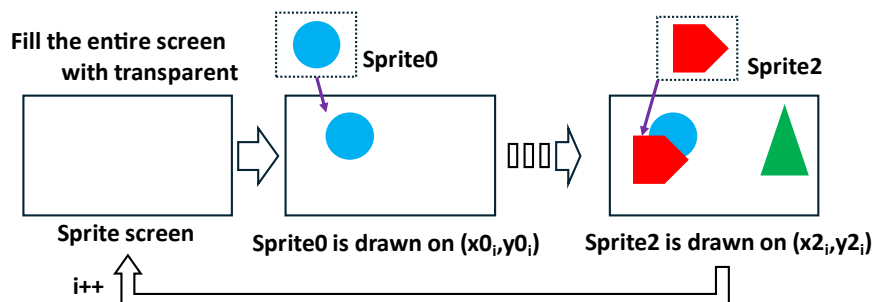 Fill the entire screen
with transparent
Sprite0
Sprite2
Sprite screen
Sprite0 is drawn on (x0i,y0i)
Sprite2 is drawn on (x2i,y2i)
i++